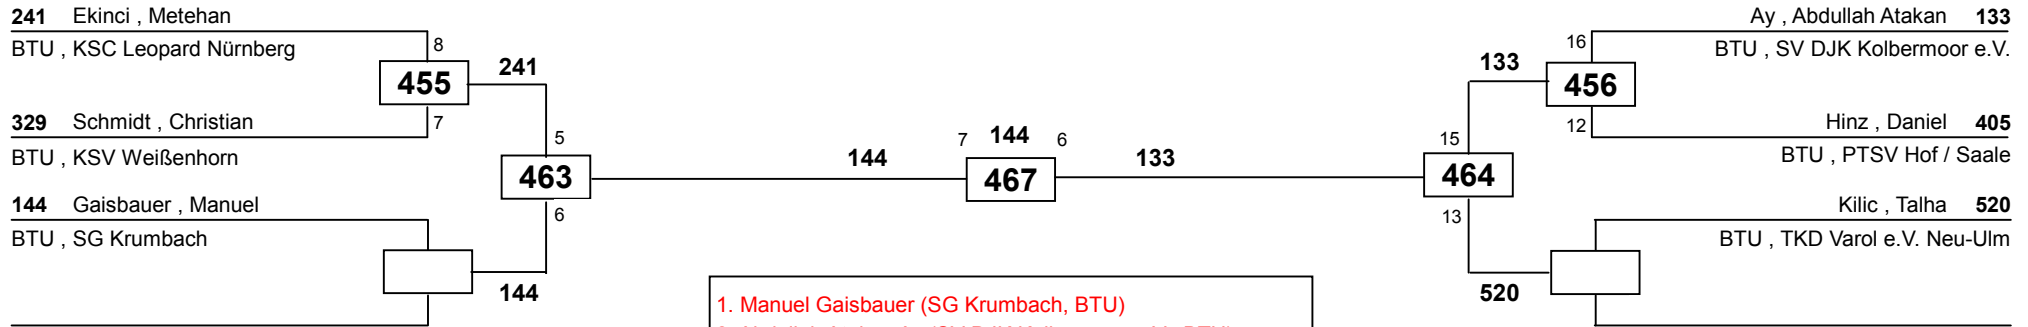 241 Ekinci , Metehan
BTU , KSC Leopard Nürnberg
8
455
241
329 Schmidt , Christian
7
BTU , KSV Weißenhorn
5
463
144
144 Gaisbauer , Manuel
6
BTU , SG Krumbach
144
7 144 6
467
133
Ay , Abdullah Atakan 133
16
BTU , SV DJK Kolbermoor e.V.
133
456
12
Hinz , Daniel 405
BTU , PTSV Hof / Saale
15
464
13
Kilic , Talha 520
BTU , TKD Varol e.V. Neu-Ulm
520
1. Manuel Gaisbauer (SG Krumbach, BTU)